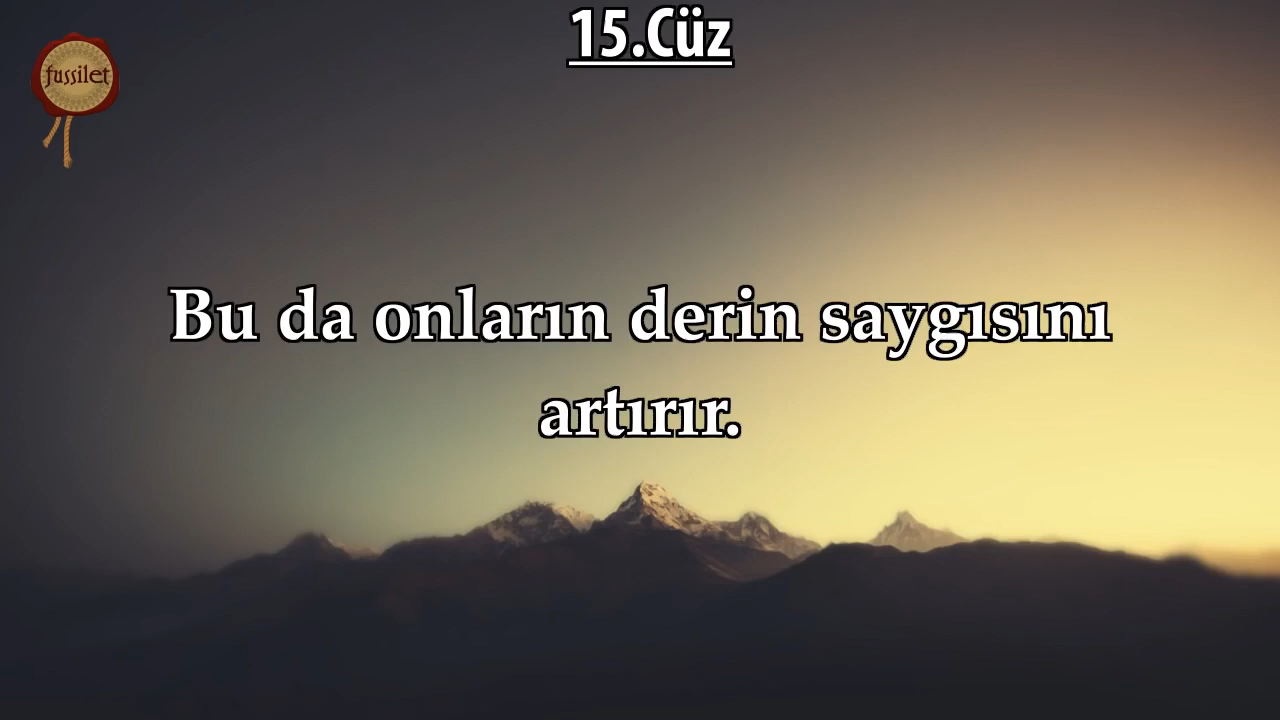 15.Cüz
fussilet
Bu da onların derin saygısını
artırır.